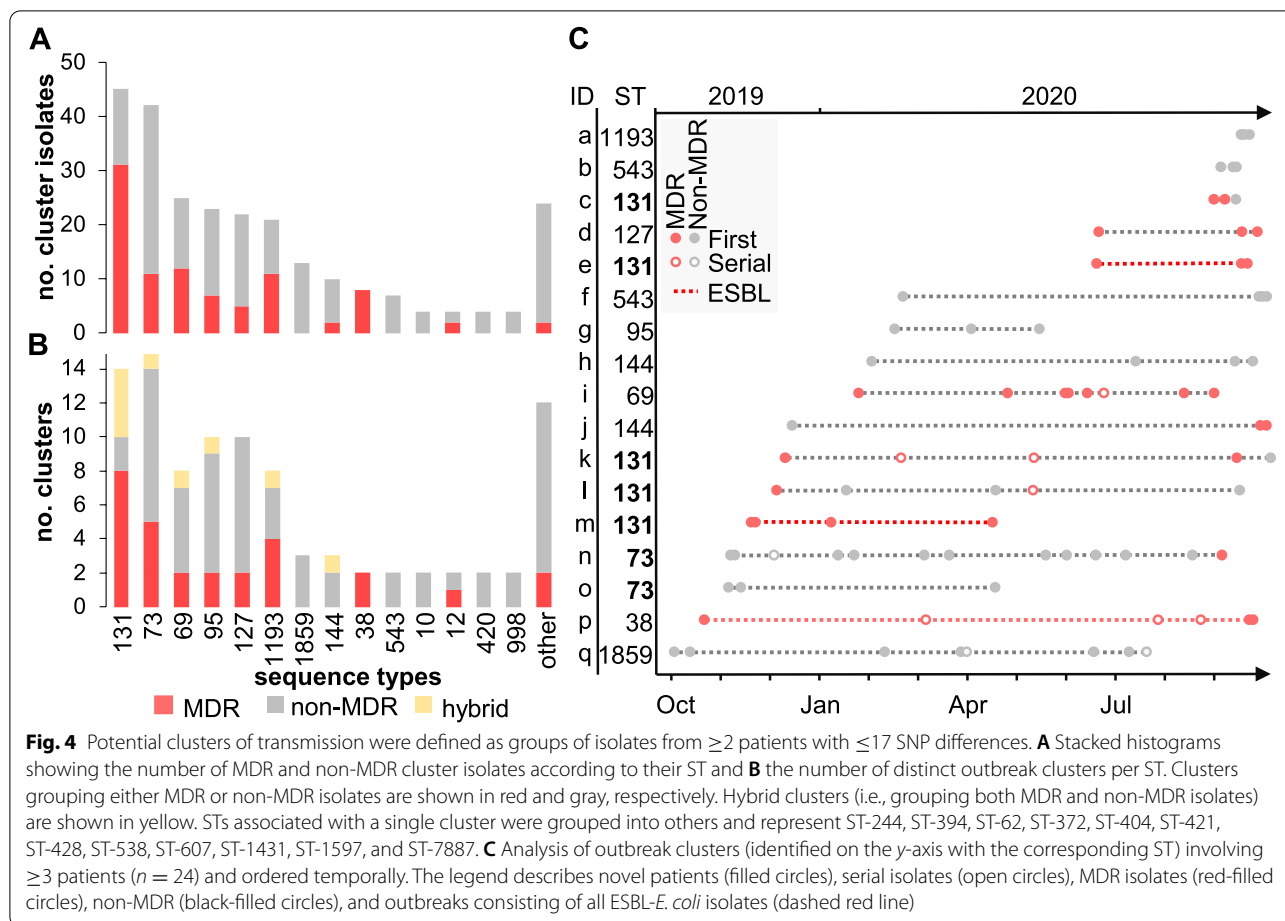 A
50
40
30
20
10
0
no. cluster isolates
B
14
12
10
8
6
4
2
0
no. clusters
131
73
69
95
127
1193
1859
144
38
543
10
12
420
998
other
sequence types
MDR
non-MDR
hybrid
C
ID ST 2019 2020
MDR
Non-MDR
First
Serial
ESBL
a 1193
b 543
c 131
d 127
e 131
f 543
g 95
h 144
i 69
j 144
k 131
l 131
m 131
n 73
o 73
p 38
q 1859
Oct Jan Apr Jul
Fig. 4 Potential clusters of transmission were defined as groups of isolates from ≥2 patients with ≤17 SNP differences. A Stacked histograms
showing the number of MDR and non-MDR cluster isolates according to their ST and B the number of distinct outbreak clusters per ST. Clusters
grouping either MDR or non-MDR isolates are shown in red and gray, respectively. Hybrid clusters (i.e., grouping both MDR and non-MDR isolates)
are shown in yellow. STs associated with a single cluster were grouped into others and represent ST-244, ST-394, ST-62, ST-372, ST-404, ST-421,
ST-428, ST-538, ST-607, ST-1431, ST-1597, and ST-7887. C Analysis of outbreak clusters (identified on the y-axis with the corresponding ST) involving
≥3 patients (n = 24) and ordered temporally. The legend describes novel patients (filled circles), serial isolates (open circles), MDR isolates (red-filled
circles), non-MDR (black-filled circles), and outbreaks consisting of all ESBL-E. coli isolates (dashed red line)